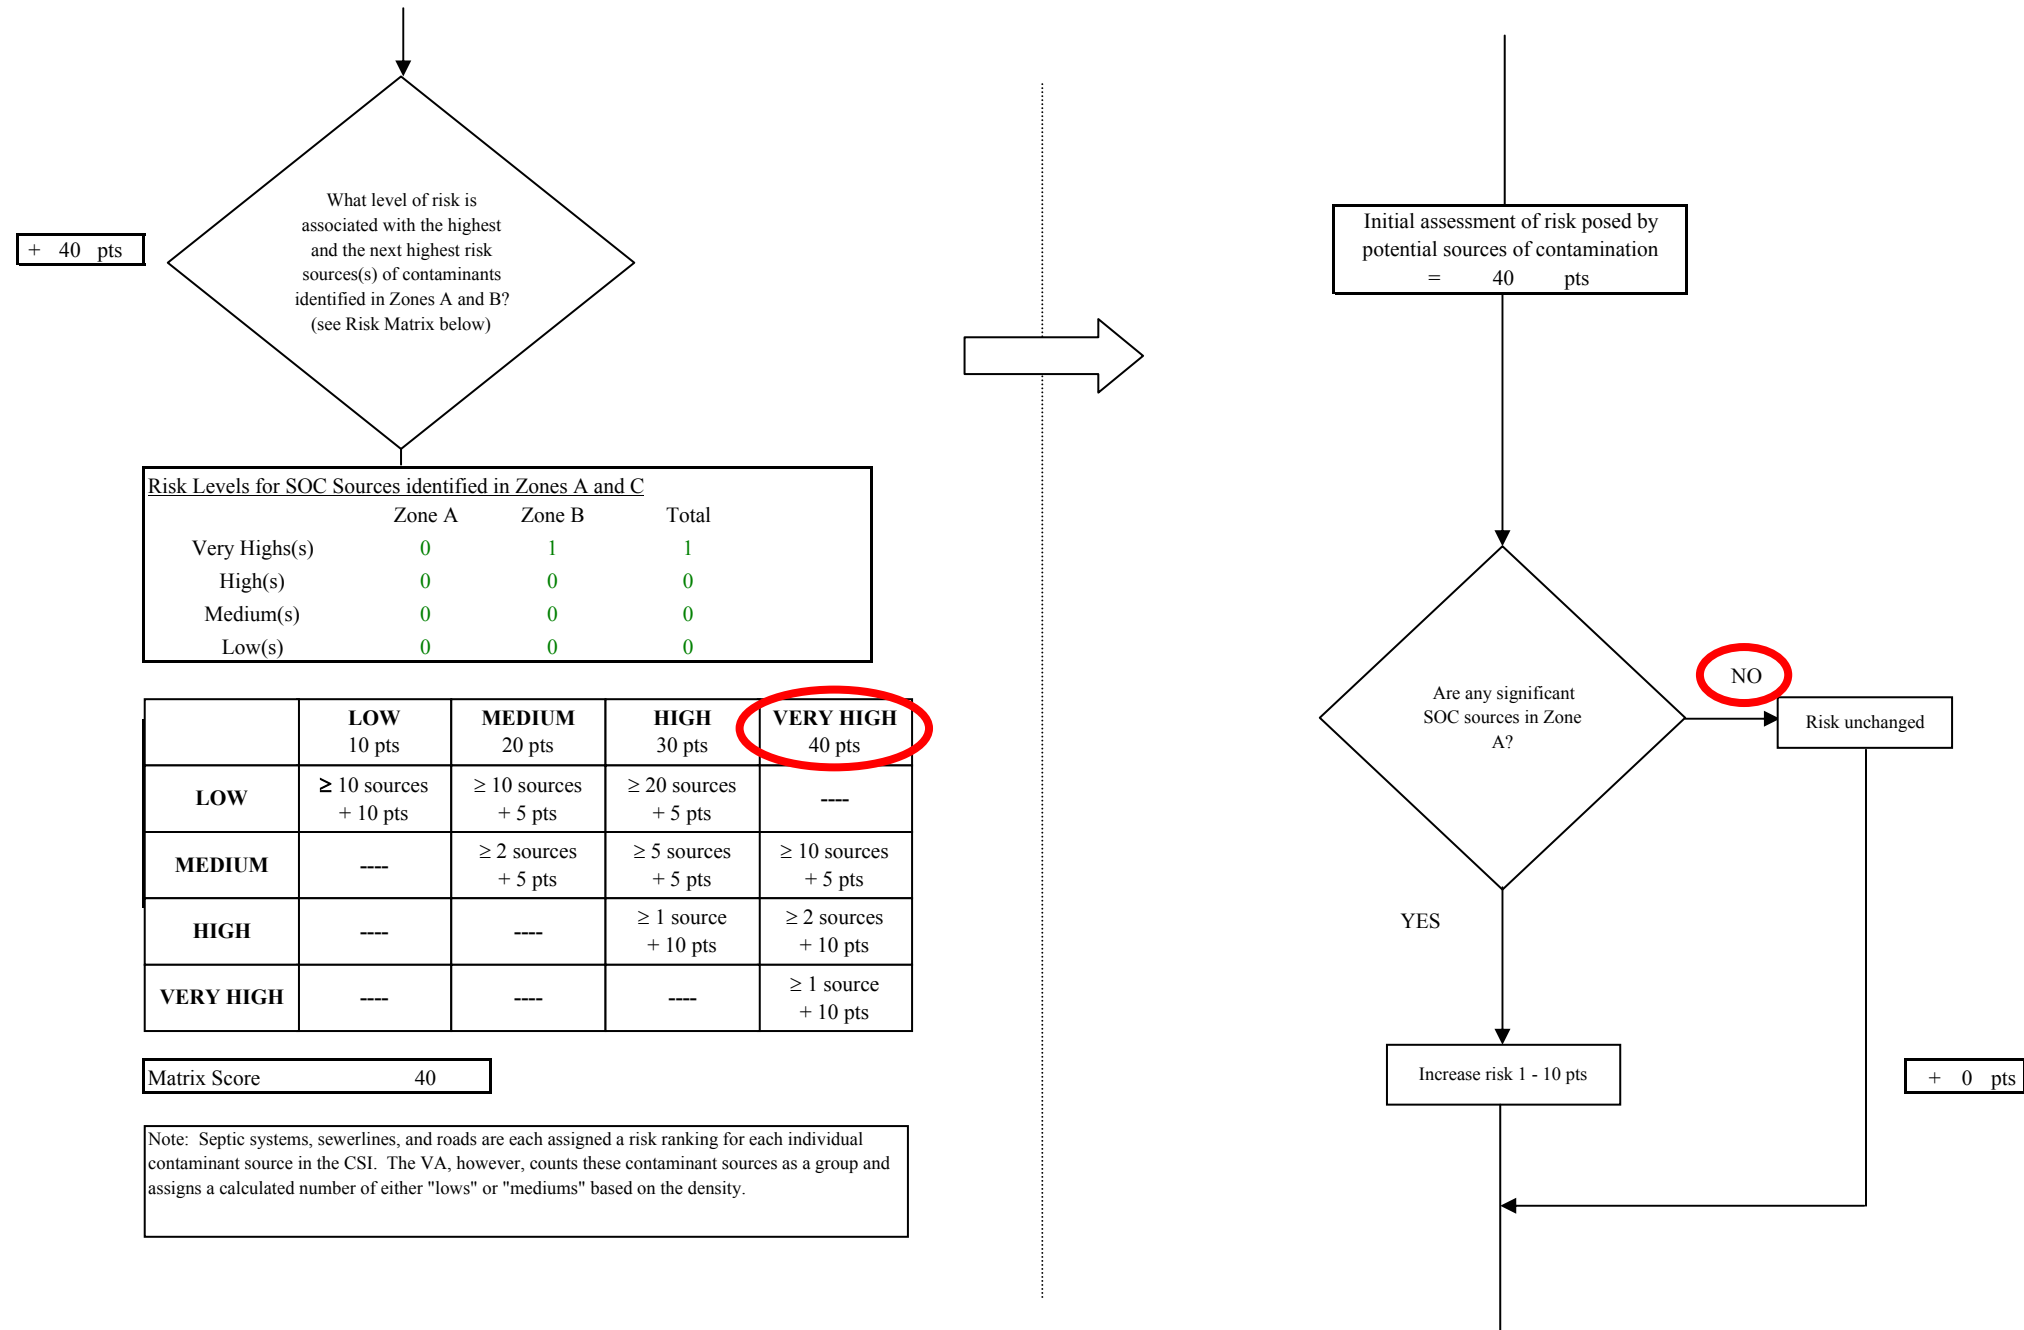 + 40 pts
What level of risk is
associated with the highest
and the next highest risk
sources(s) of contaminants
identified in Zones A and B?
(see Risk Matrix below)
Risk Levels for SOC Sources identified in Zones A and C
Zone A Zone B Total
Very Highs(s) 0 1 1
High(s) 0 0 0
Medium(s) 0 0 0
Low(s) 0 0 0
LOW MEDIUM HIGH VERY HIGH
10 pts 20 pts 30 pts 40 pts
LOW ≥ 10 sources ≥ 10 sources ≥ 20 sources ----
+ 10 pts + 5 pts + 5 pts
MEDIUM ---- ≥ 2 sources ≥ 5 sources ≥ 10 sources
+ 5 pts + 5 pts + 5 pts
HIGH ---- ---- ≥ 1 source ≥ 2 sources
+ 10 pts + 10 pts
VERY HIGH ---- ---- ---- ≥ 1 source
+ 10 pts
Matrix Score 40
Note: Septic systems, sewerlines, and roads are each assigned a risk ranking for each individual
contaminant source in the CSI. The VA, however, counts these contaminant sources as a group and
assigns a calculated number of either "lows" or "mediums" based on the density.
Initial assessment of risk posed by
potential sources of contamination
= 40 pts
Are any significant
SOC sources in Zone
A?
NO
Risk unchanged
YES
Increase risk 1 - 10 pts
+ 0 pts